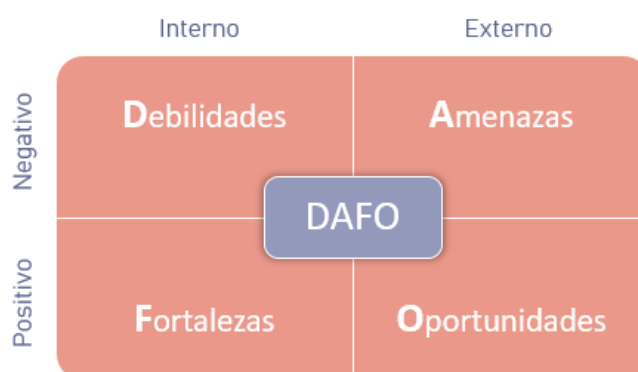 Interno
Externo
Negativo
Debilidades
Amenazas
DAFO
Positivo
Fortalezas
Oportunidades